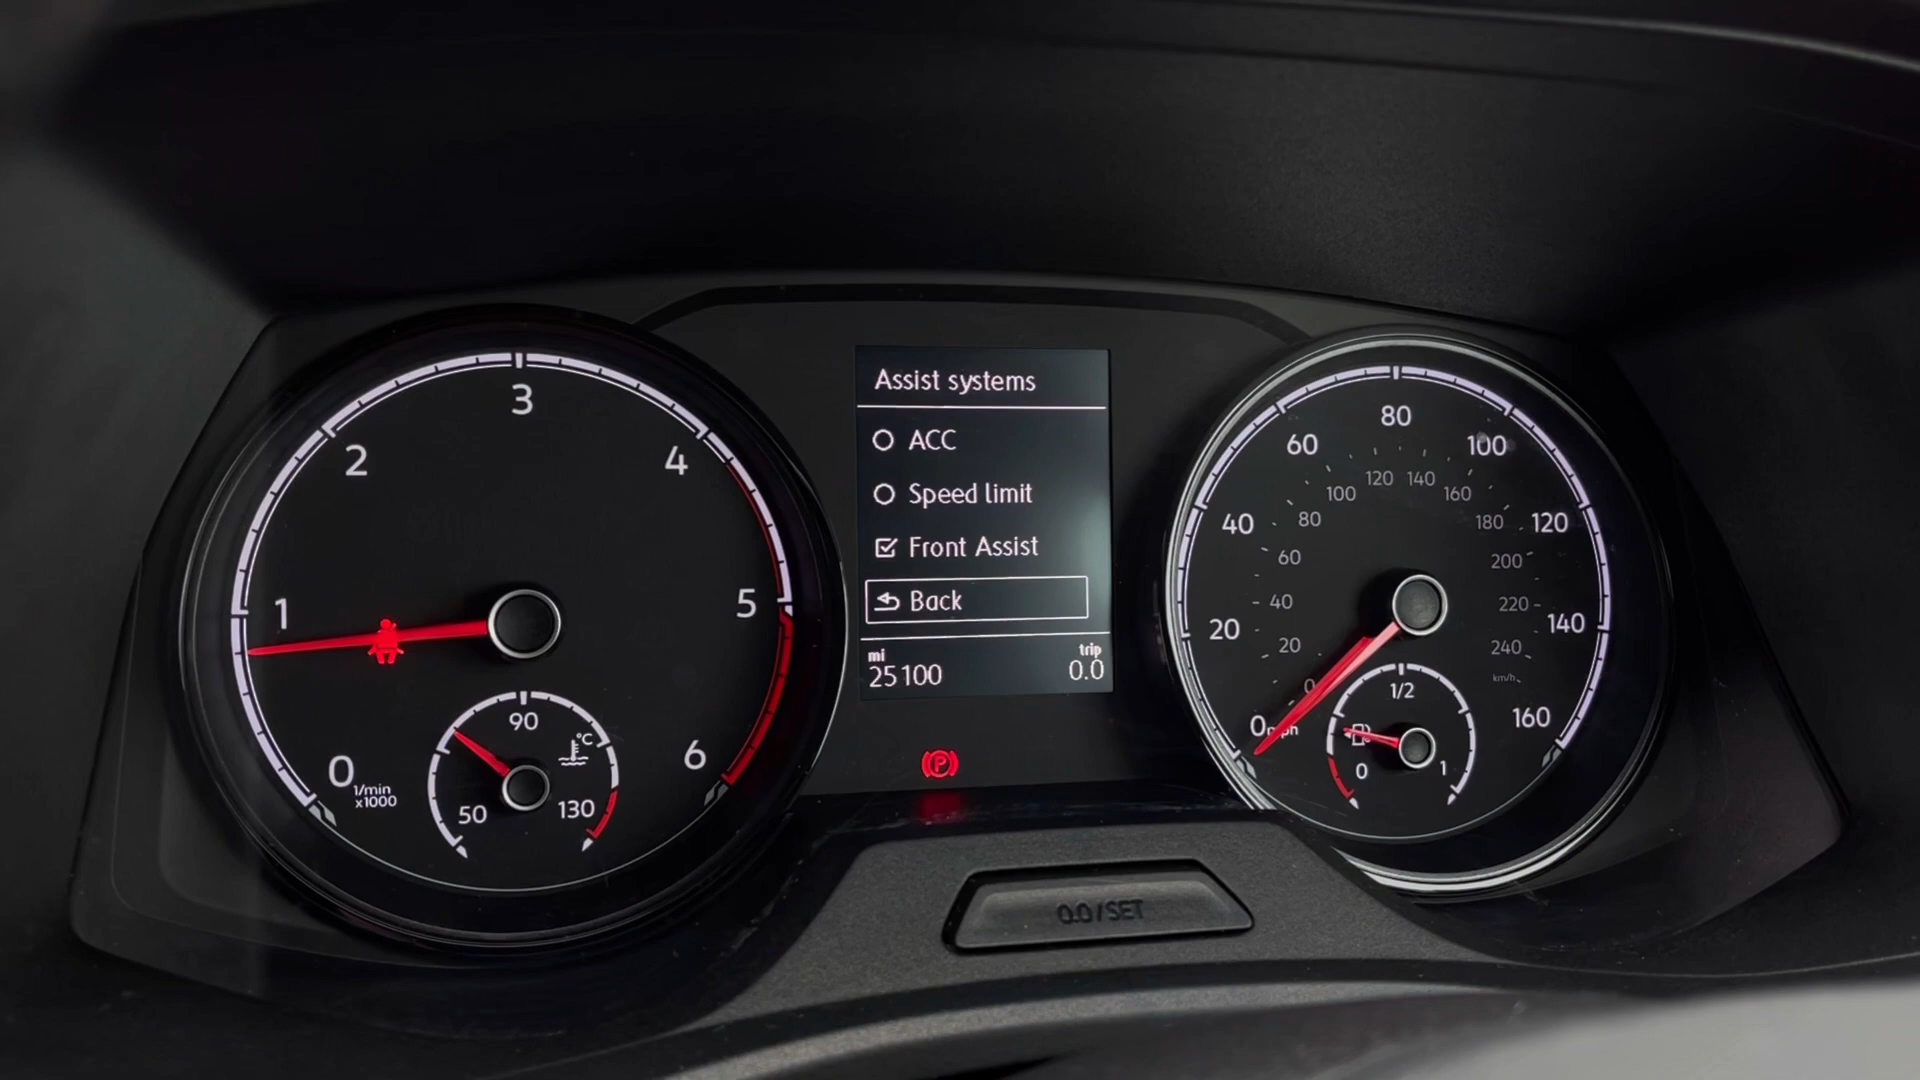 0
1
2
3
4
5
6
1/min
x1000
50
90
130
°C
Assist systems
ACC
Speed limit
Front Assist
Back
mi
trip
25100
0.0
(P)
0.0/SET
0
20
40
60
80
100
120
140
160
mph
0
20
40
60
80
100
120
140
160
180
200
220
240
km/h
0
1/2
1